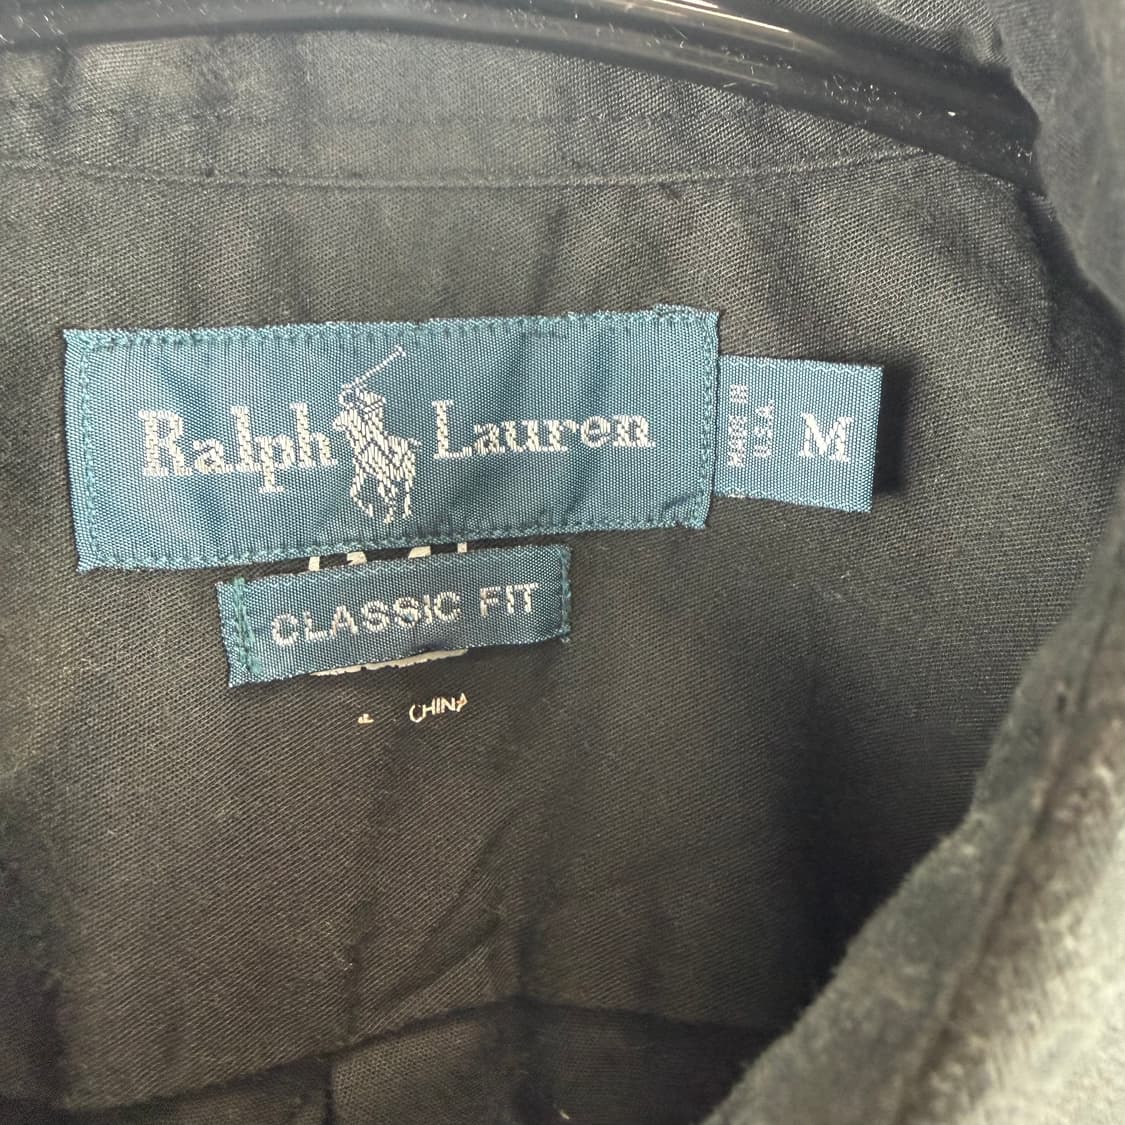 Ralph Lauren
MADE IN
U.S.A.
M
CLASSIC FIT
CHINA